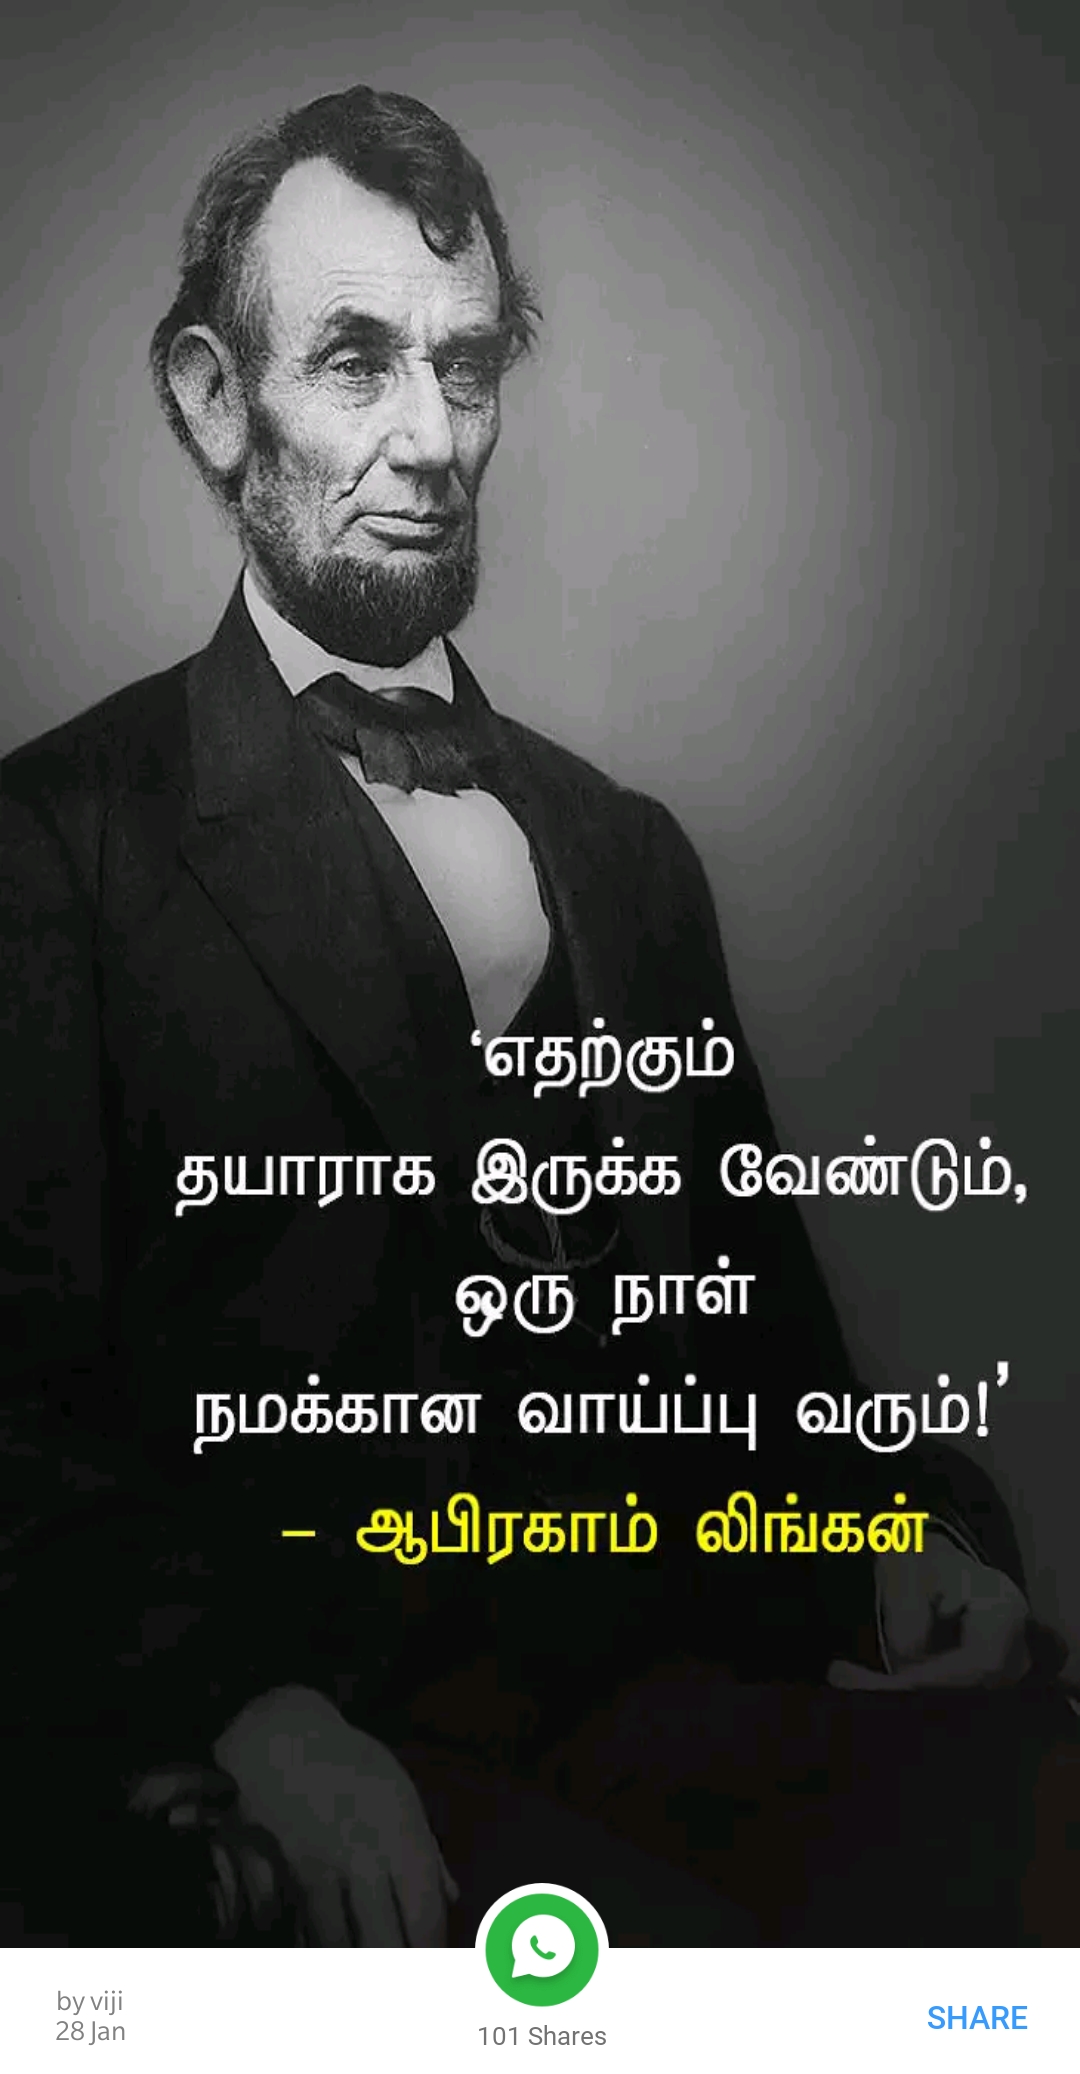 ‘எதற்கும்
தயாராக இருக்க வேண்டும்,
ஒரு நாள்
நமக்கான வாய்ப்பு வரும்!’
– ஆபிரகாம் லிங்கன்
by viji
28 Jan
101 Shares
SHARE